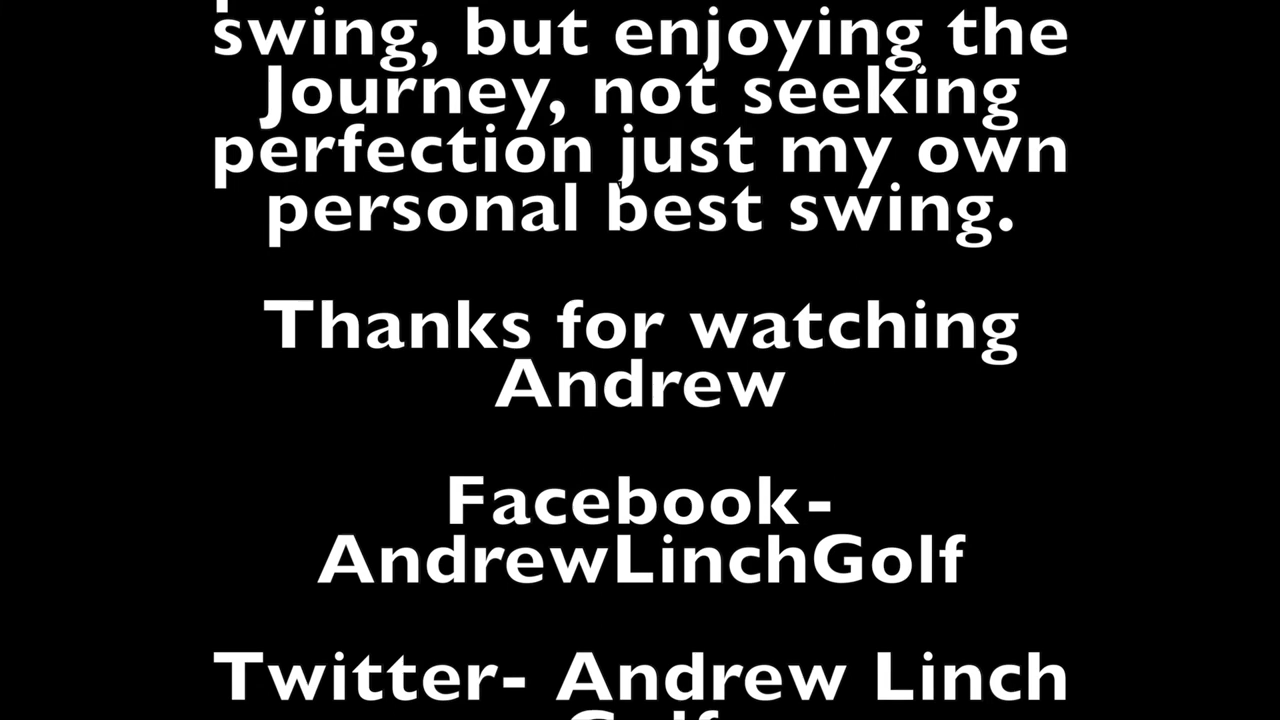 swing, but enjoying the
Journey, not seeking
perfection just my own
personal best swing.
Thanks for watching
Andrew
Facebook-
AndrewLinchGolf
Twitter- Andrew Linch
Golf